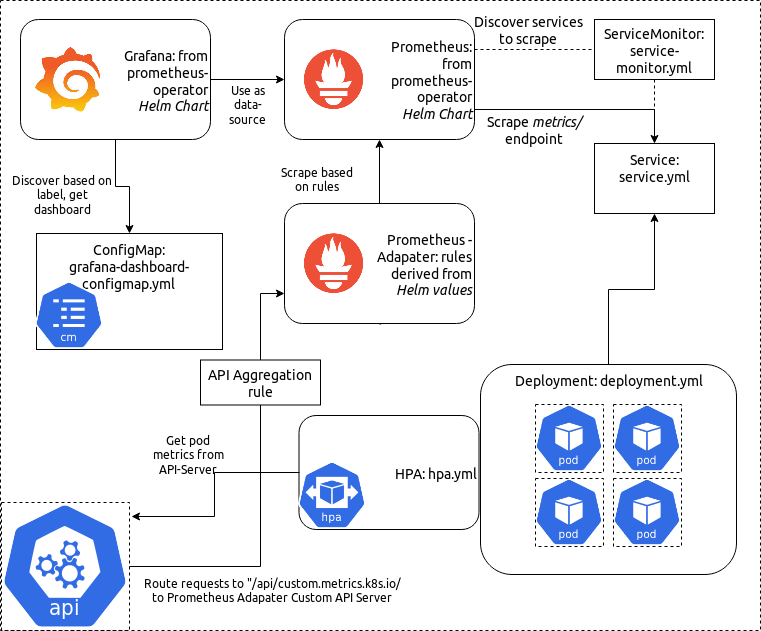 Grafana: from
prometheus-
operator
Helm Chart
Use as
data-
source
Prometheus:
from
prometheus-
operator
Helm Chart
Discover services
to scrape
ServiceMonitor:
service-
monitor.yml
Scrape metrics/
endpoint
Service:
service.yml
Discover based on
label, get
dashboard
Scrape based
on rules
ConfigMap:
grafana-dashboard-
configmap.yml
cm
Prometheus -
Adapater: rules
derived from
Helm values
API Aggregation
rule
Get pod
metrics from
API-Server
HPA: hpa.yml
hpa
Deployment: deployment.yml
pod
pod
pod
pod
api
Route requests to "/api/custom.metrics.k8s.io/
to Prometheus Adapater Custom API Server